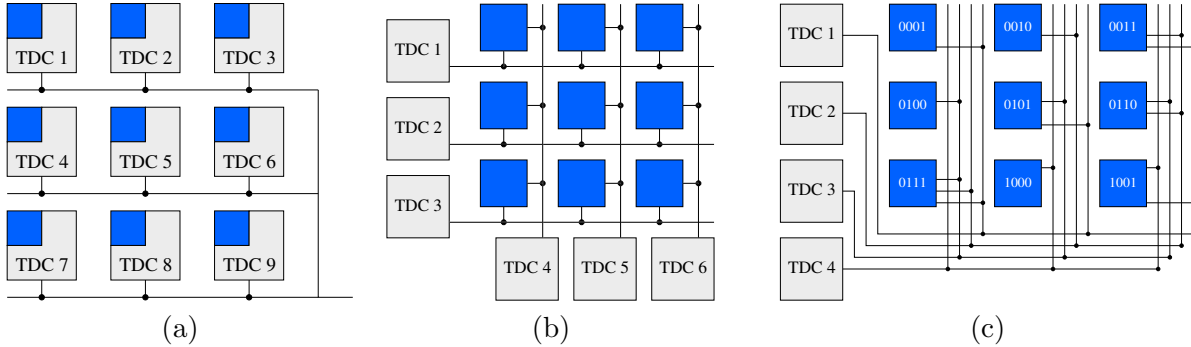 TDC 1 TDC 2 TDC 3
TDC 4 TDC 5 TDC 6
TDC 7 TDC 8 TDC 9
(a)
TDC 1
TDC 2
TDC 3
TDC 4 TDC 5 TDC 6
(b)
TDC 1 0001 0010 0011
TDC 2 0100 0101 0110
TDC 3 0111 1000 1001
TDC 4
(c)